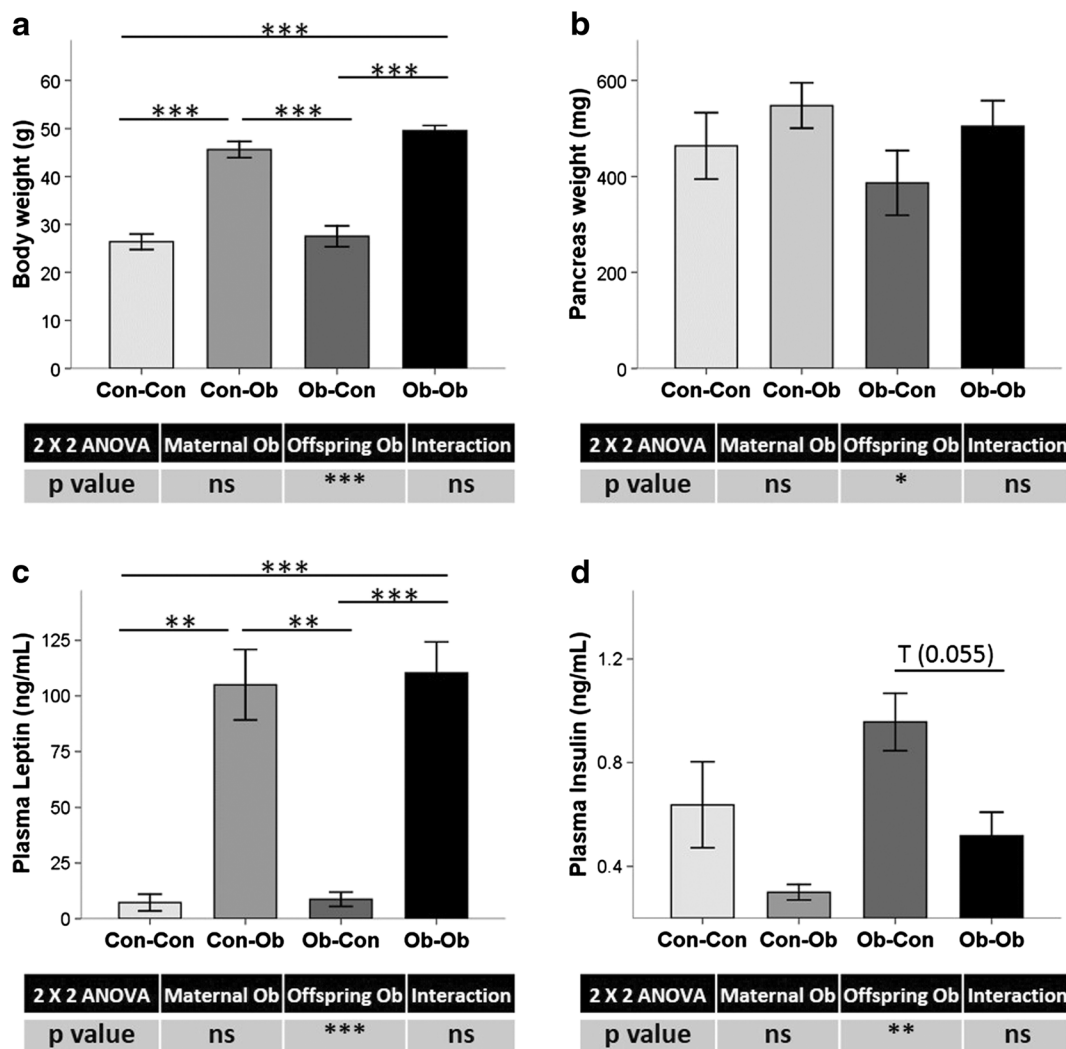 a
***
***
*** ***
Body weight (g)
60
50
40
30
20
10
0
Con-Con Con-Ob Ob-Con Ob-Ob
2 X 2 ANOVA Maternal Ob Offspring Ob Interaction
p value ns *** ns
b
Pancreas weight (mg)
600
400
200
0
Con-Con Con-Ob Ob-Con Ob-Ob
2 X 2 ANOVA Maternal Ob Offspring Ob Interaction
p value ns * ns
c
***
***
** **
Plasma Leptin (ng/mL)
125
100
75
50
25
0
Con-Con Con-Ob Ob-Con Ob-Ob
2 X 2 ANOVA Maternal Ob Offspring Ob Interaction
p value ns *** ns
d
T (0.055)
Plasma Insulin (ng/mL)
1.2
0.8
0.4
Con-Con Con-Ob Ob-Con Ob-Ob
2 X 2 ANOVA Maternal Ob Offspring Ob Interaction
p value ns ** ns